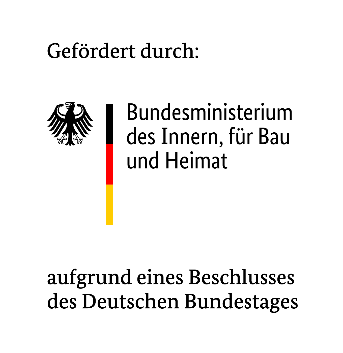 Gefördert durch:
Bundesministerium
des Innern, für Bau
und Heimat
aufgrund eines Beschlusses
des Deutschen Bundestages